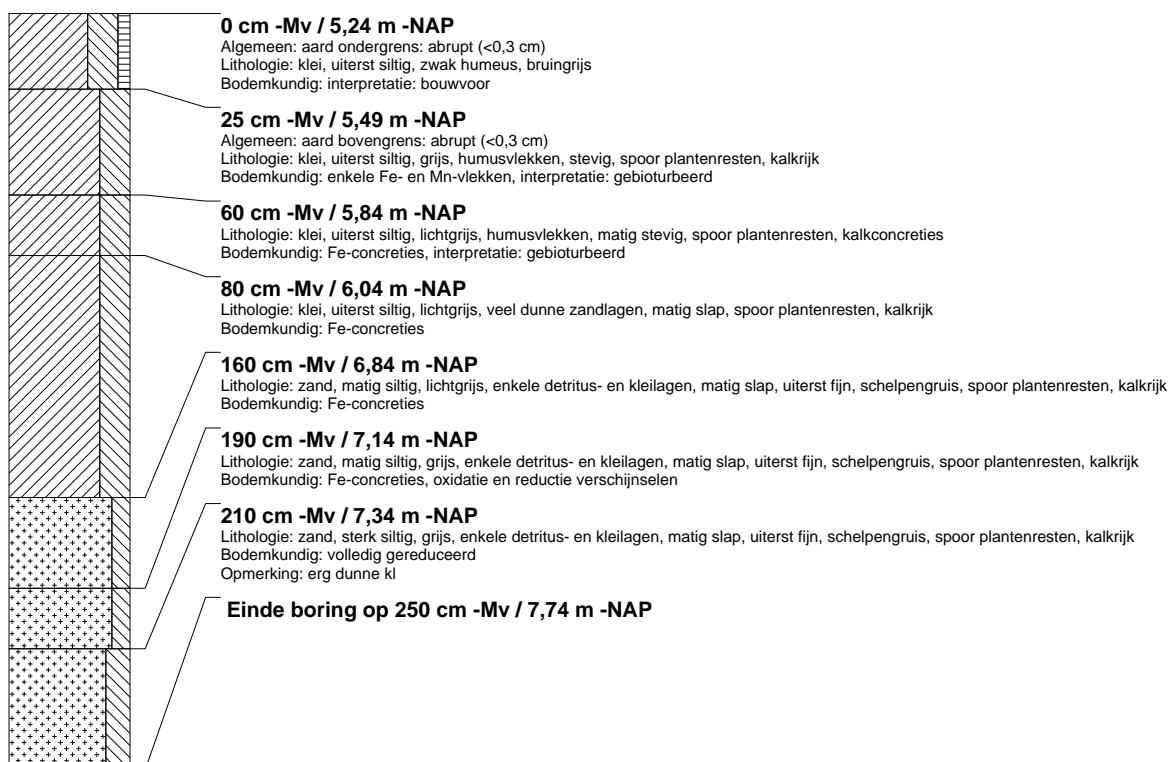 0 cm -Mv / 5,24 m -NAP
Algemeen: aard ondergrens: abrupt (<0,3 cm)
Lithologie: klei, uiterst siltig, zwak humeus, bruingrijs
Bodemkundig: interpretatie: bouwvoor
25 cm -Mv / 5,49 m -NAP
Algemeen: aard bovengrens: abrupt (<0,3 cm)
Lithologie: klei, uiterst siltig, grijs, humusvlekken, stevig, spoor plantenresten, kalkrijk
Bodemkundig: enkele Fe- en Mn-vlekken, interpretatie: gebioturbeerd
60 cm -Mv / 5,84 m -NAP
Lithologie: klei, uiterst siltig, lichtgrijs, humusvlekken, matig stevig, spoor plantenresten, kalkconcreties
Bodemkundig: Fe-concreties, interpretatie: gebioturbeerd
80 cm -Mv / 6,04 m -NAP
Lithologie: klei, uiterst siltig, lichtgrijs, veel dunne zandlagen, matig slap, spoor plantenresten, kalkrijk
Bodemkundig: Fe-concreties
160 cm -Mv / 6,84 m -NAP
Lithologie: zand, matig siltig, lichtgrijs, enkele detritus- en kleilagen, matig slap, uiterst fijn, schelpengruis, spoor plantenresten, kalkrijk
Bodemkundig: Fe-concreties
190 cm -Mv / 7,14 m -NAP
Lithologie: zand, matig siltig, grijs, enkele detritus- en kleilagen, matig slap, uiterst fijn, schelpengruis, spoor plantenresten, kalkrijk
Bodemkundig: Fe-concreties, oxidatie en reductie verschijnselen
210 cm -Mv / 7,34 m -NAP
Lithologie: zand, sterk siltig, grijs, enkele detritus- en kleilagen, matig slap, uiterst fijn, schelpengruis, spoor plantenresten, kalkrijk
Bodemkundig: volledig gereduceerd
Opmerking: erg dunne kl
Einde boring op 250 cm -Mv / 7,74 m -NAP